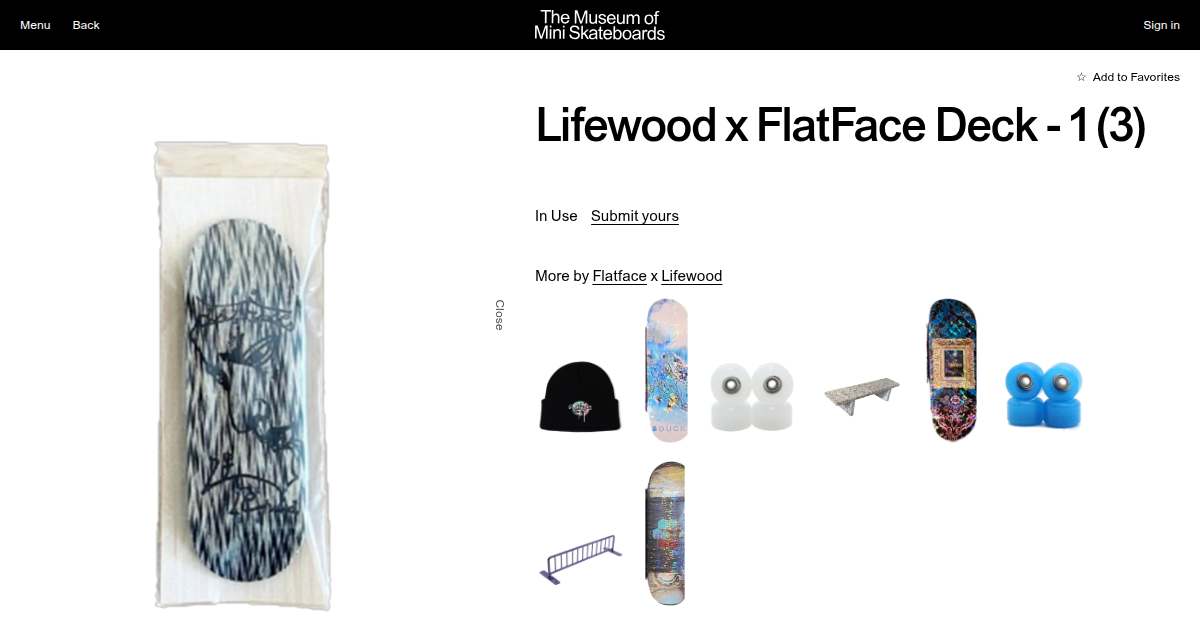 Menu
Back
The Museum of
Mini Skateboards
Sign in
☆ Add to Favorites
Lifewood x FlatFace Deck - 1 (3)
In Use
Submit yours
More by Flatface x Lifewood
Close